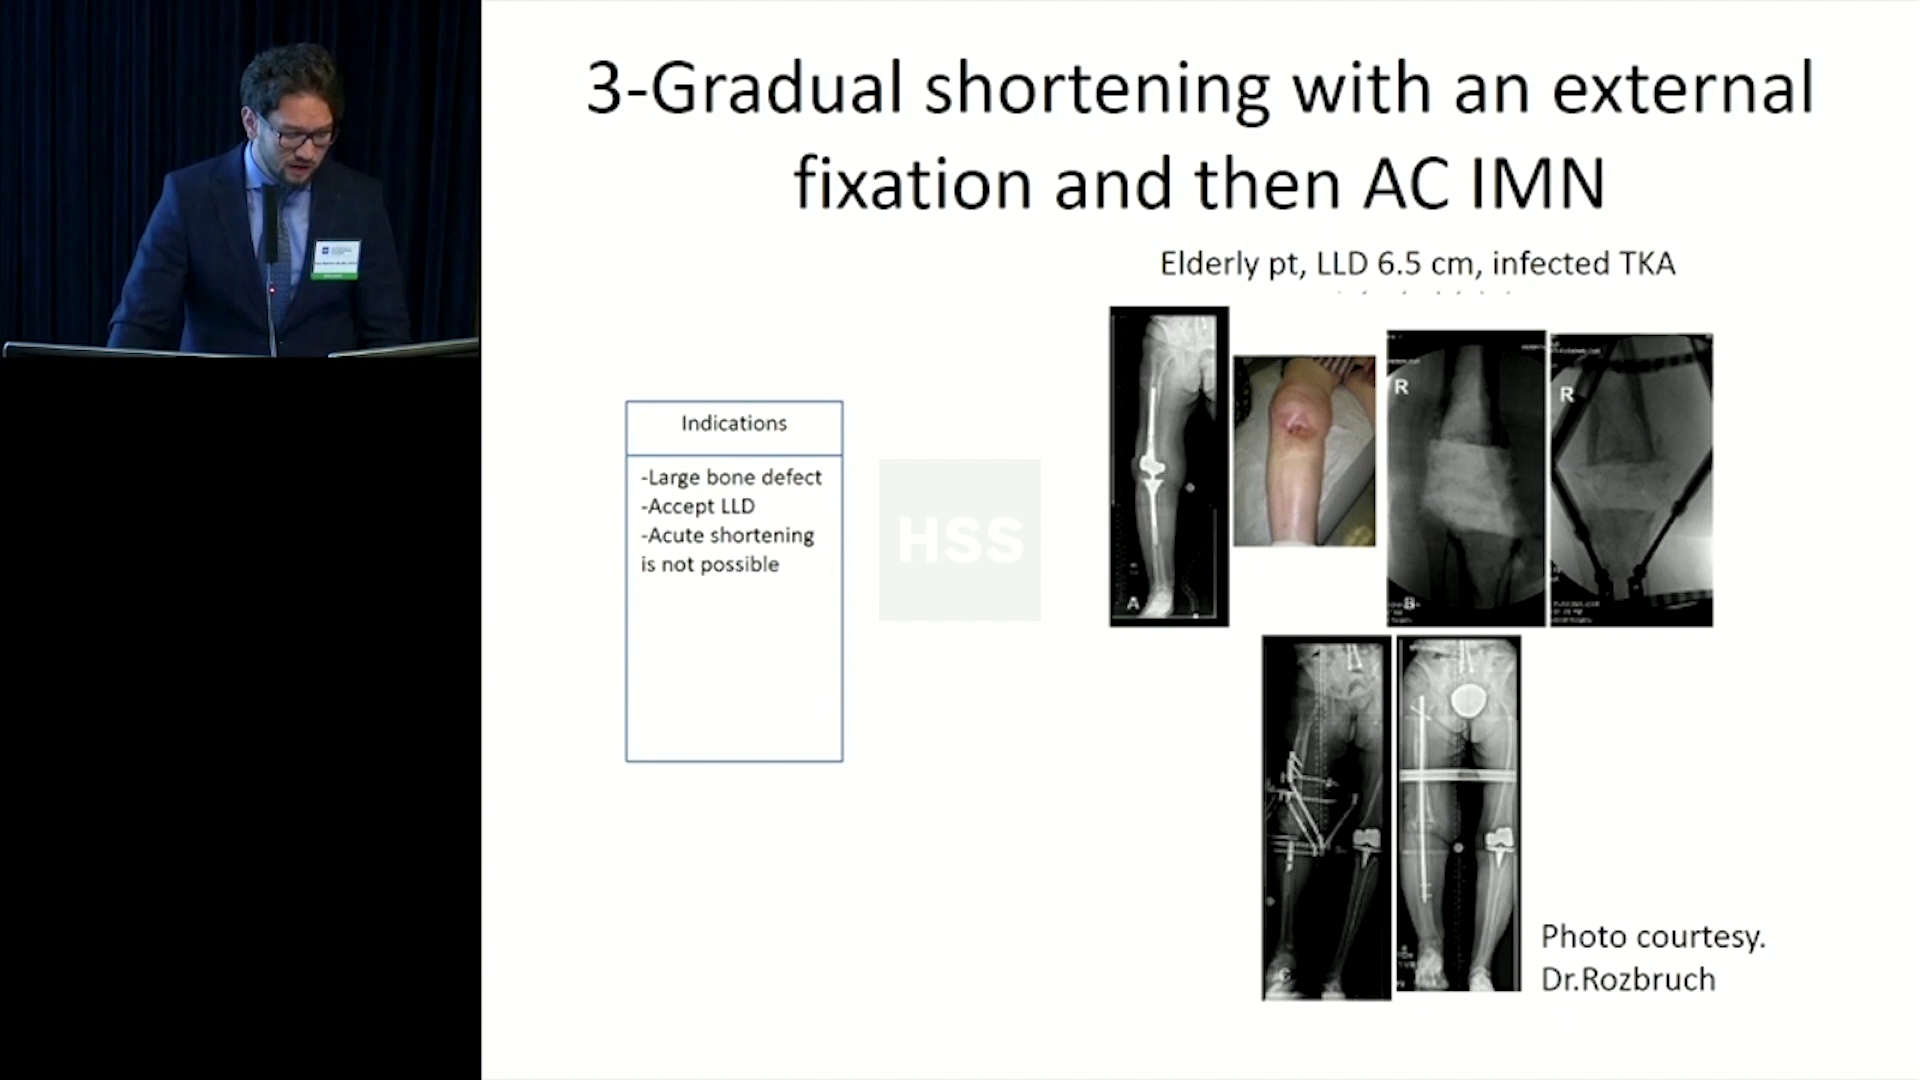 3-Gradual shortening with an external
fixation and then AC IMN
Elderly pt, LLD 6.5 cm, infected TKA
Indications
-Large bone defect
-Accept LLD
-Acute shortening
is not possible
HSS
R
R
A
B
C
Photo courtesy.
Dr.Rozbruch